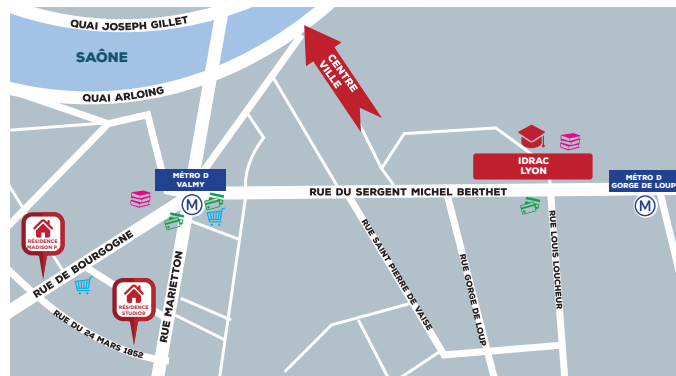 QUAI JOSEPH GILLET
SAÔNE
QUAI ARLOING
CENTRE
VILLE
IDRAC
LYON
MÉTRO D
VALMY
MÉTRO D
GORGE DE LOUP
M
M
RUE DU SERGENT MICHEL BERTHET
RÉSIDENCE
MADISON P.
RUE DE BOURGOGNE
RÉSIDENCE
STUDIO9
RUE DU 24 MARS 1852
RUE MARIETTON
RUE SAINT PIERRE DE VAISE
RUE GORGE DE LOUP
RUE LOUIS LOUCHEUR